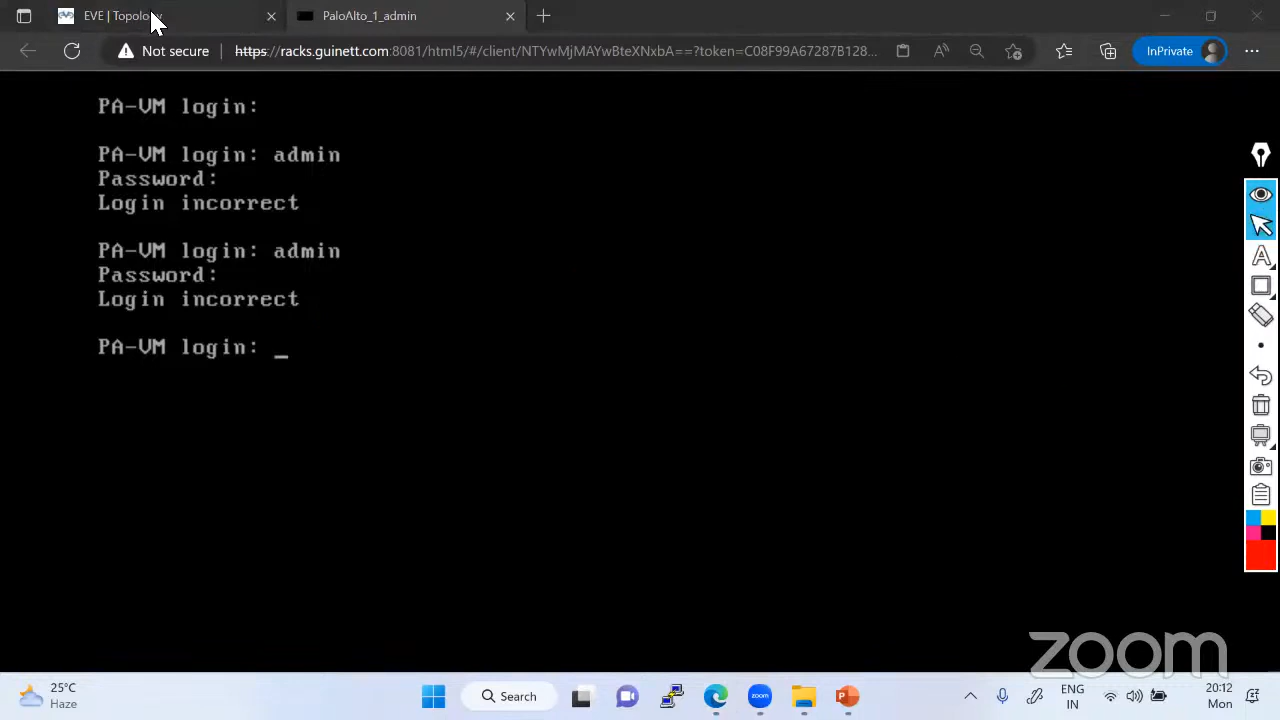 EVE | Topology
PaloAlto_1_admin
Not secure
https://racks.guinett.com:8081/html5/#/client/NTYwMjMAYwBteXNxbA==?token=C08F99A67287B128...
InPrivate
PA-VM login:
PA-VM login: admin
Password:
Login incorrect
PA-VM login: admin
Password:
Login incorrect
PA-VM login: _
zoom
25°C
Haze
Search
zoom
ENG
IN
20:12
Mon